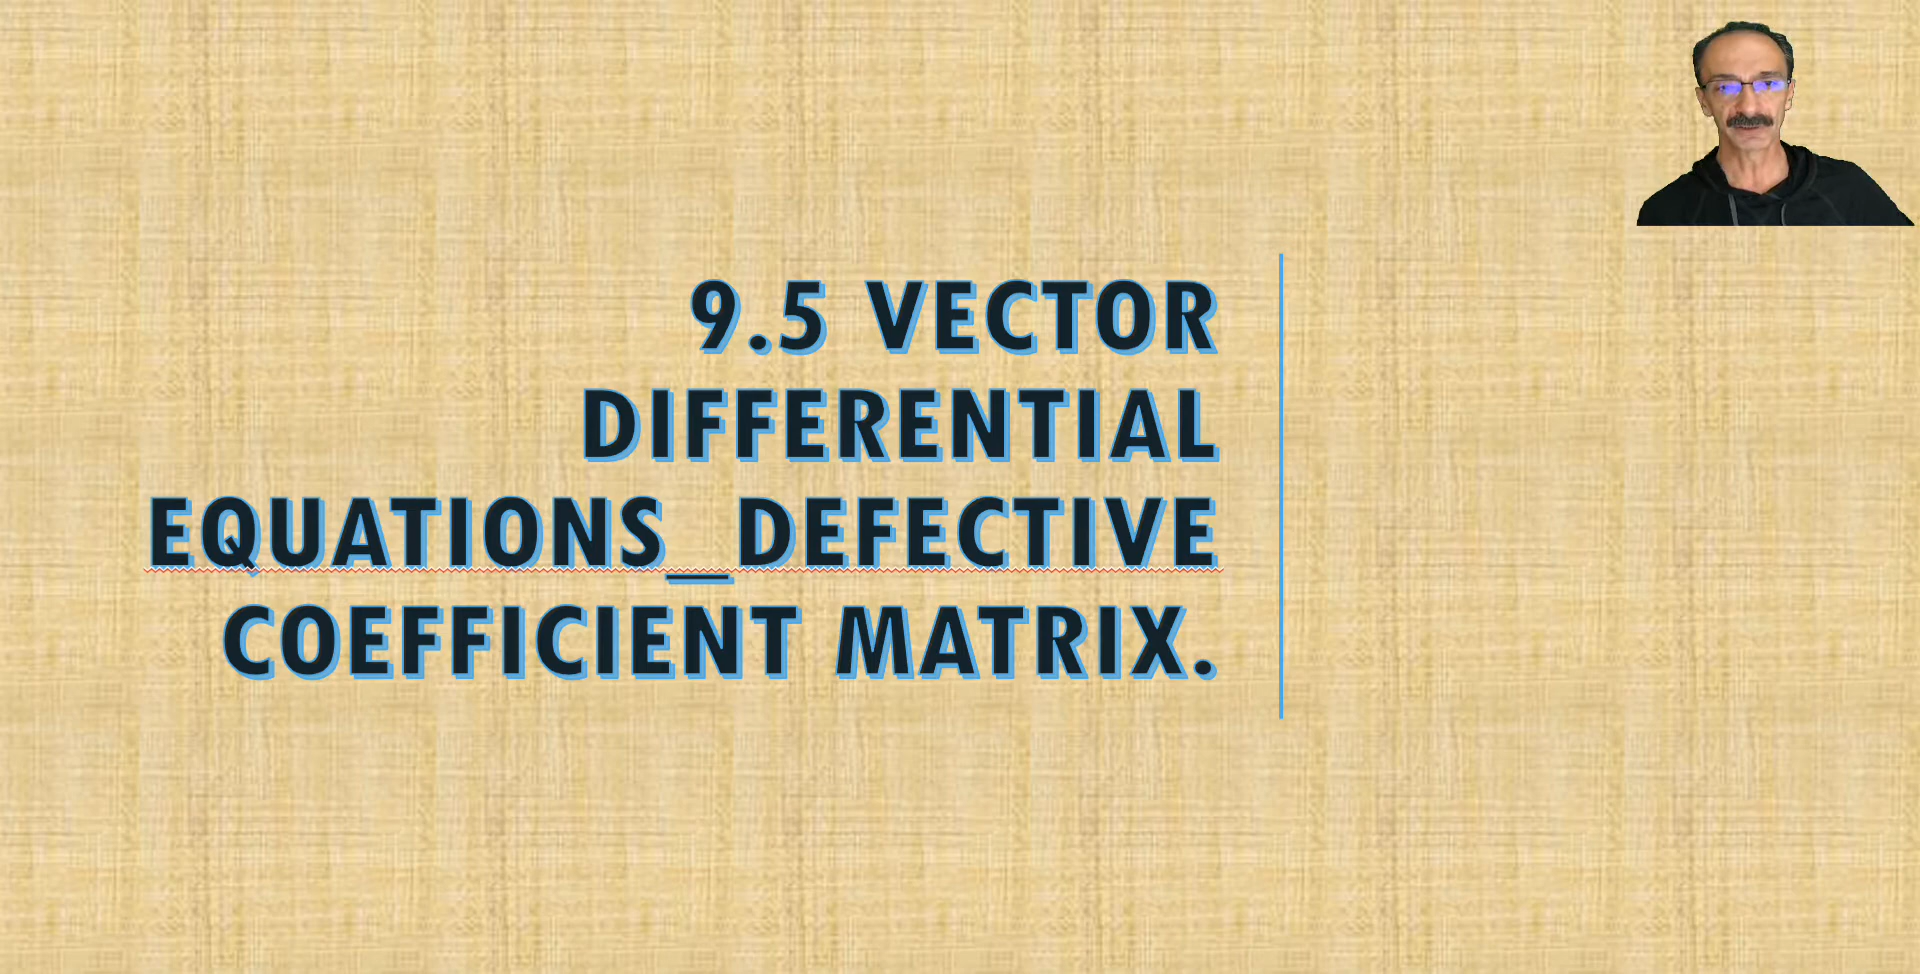 9.5 VECTOR
DIFFERENTIAL
EQUATIONS_DEFECTIVE
COEFFICIENT MATRIX.